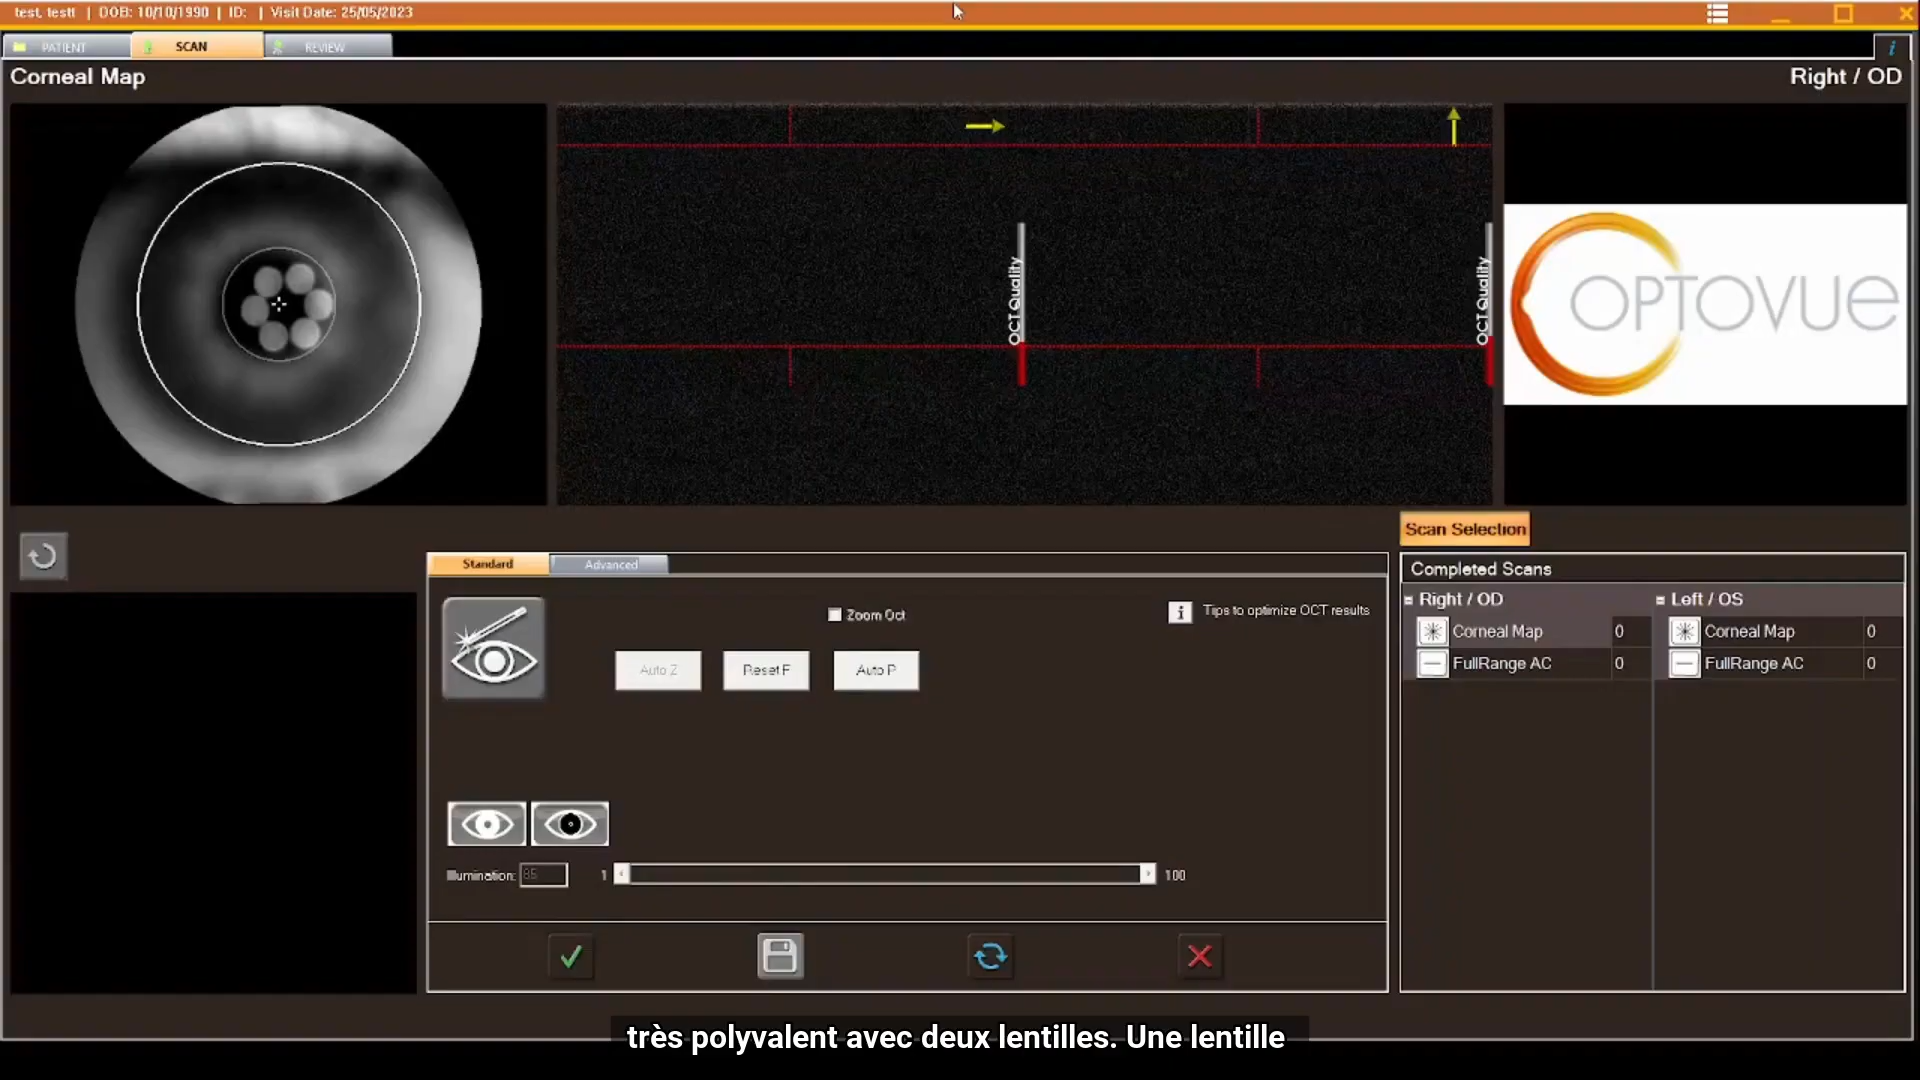 test, testt | DOB: 10/10/1990 | ID: | Visit Date: 25/05/2023
PATIENT
SCAN
REVIEW
i
Corneal Map
Right / OD
OCT Quality
OCT Quality
OPTOVUE
Scan Selection
Standard
Advanced
Completed Scans
Right / OD
Left / OS
Zoom Oct
i Tips to optimize OCT results
Corneal Map 0
Corneal Map 0
FullRange AC 0
FullRange AC 0
Auto Z
Reset F
Auto P
Illumination: 85 1 100
très polyvalent avec deux lentilles. Une lentille